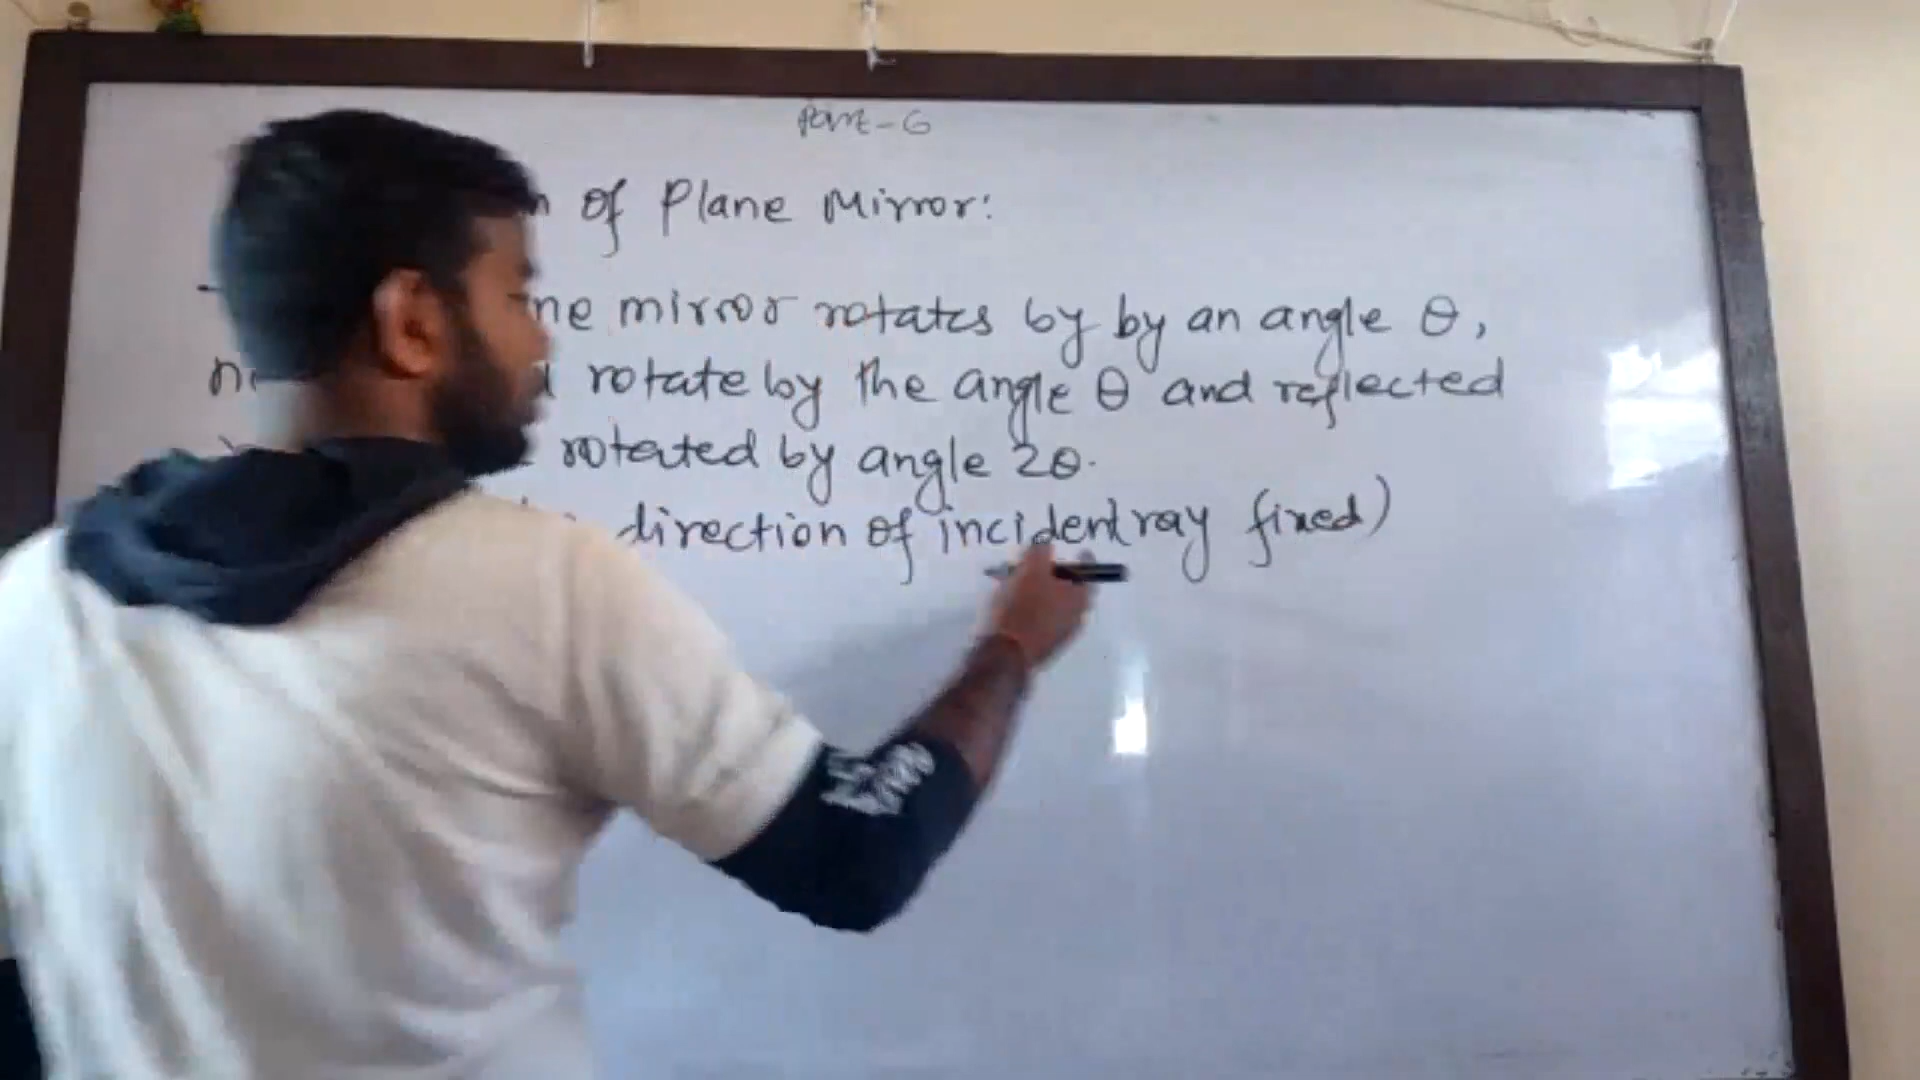 Part-6
of Plane Mirror:
mirror rotates by by an angle θ,
rotate by the angle θ and reflected
rotated by angle 2θ.
direction of incident ray fixed)